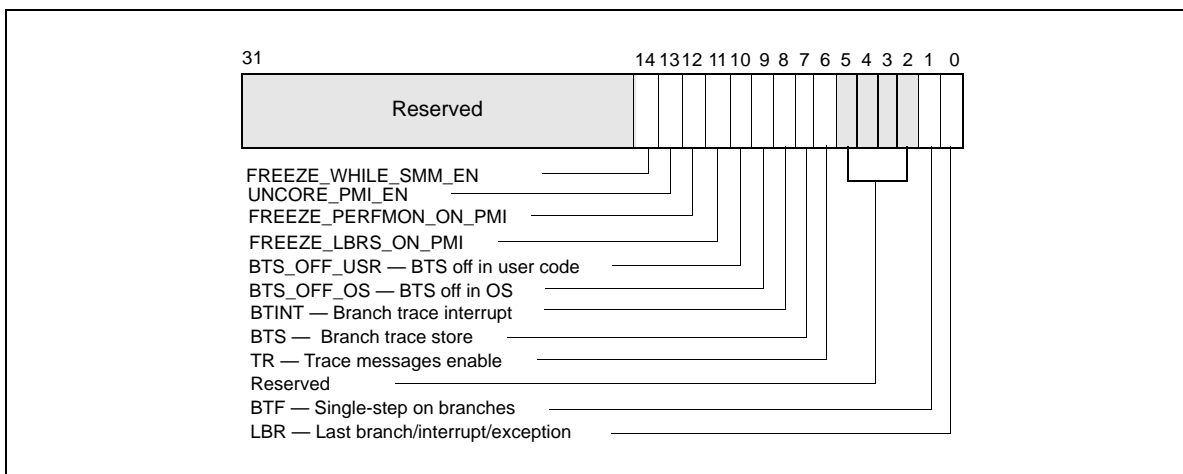 31 14 13 12 11 10 9 8 7 6 5 4 3 2 1 0
Reserved
FREEZE_WHILE_SMM_EN
UNCORE_PMI_EN
FREEZE_PERFMON_ON_PMI
FREEZE_LBRS_ON_PMI
BTS_OFF_USR — BTS off in user code
BTS_OFF_OS — BTS off in OS
BTINT — Branch trace interrupt
BTS — Branch trace store
TR — Trace messages enable
Reserved
BTF — Single-step on branches
LBR — Last branch/interrupt/exception